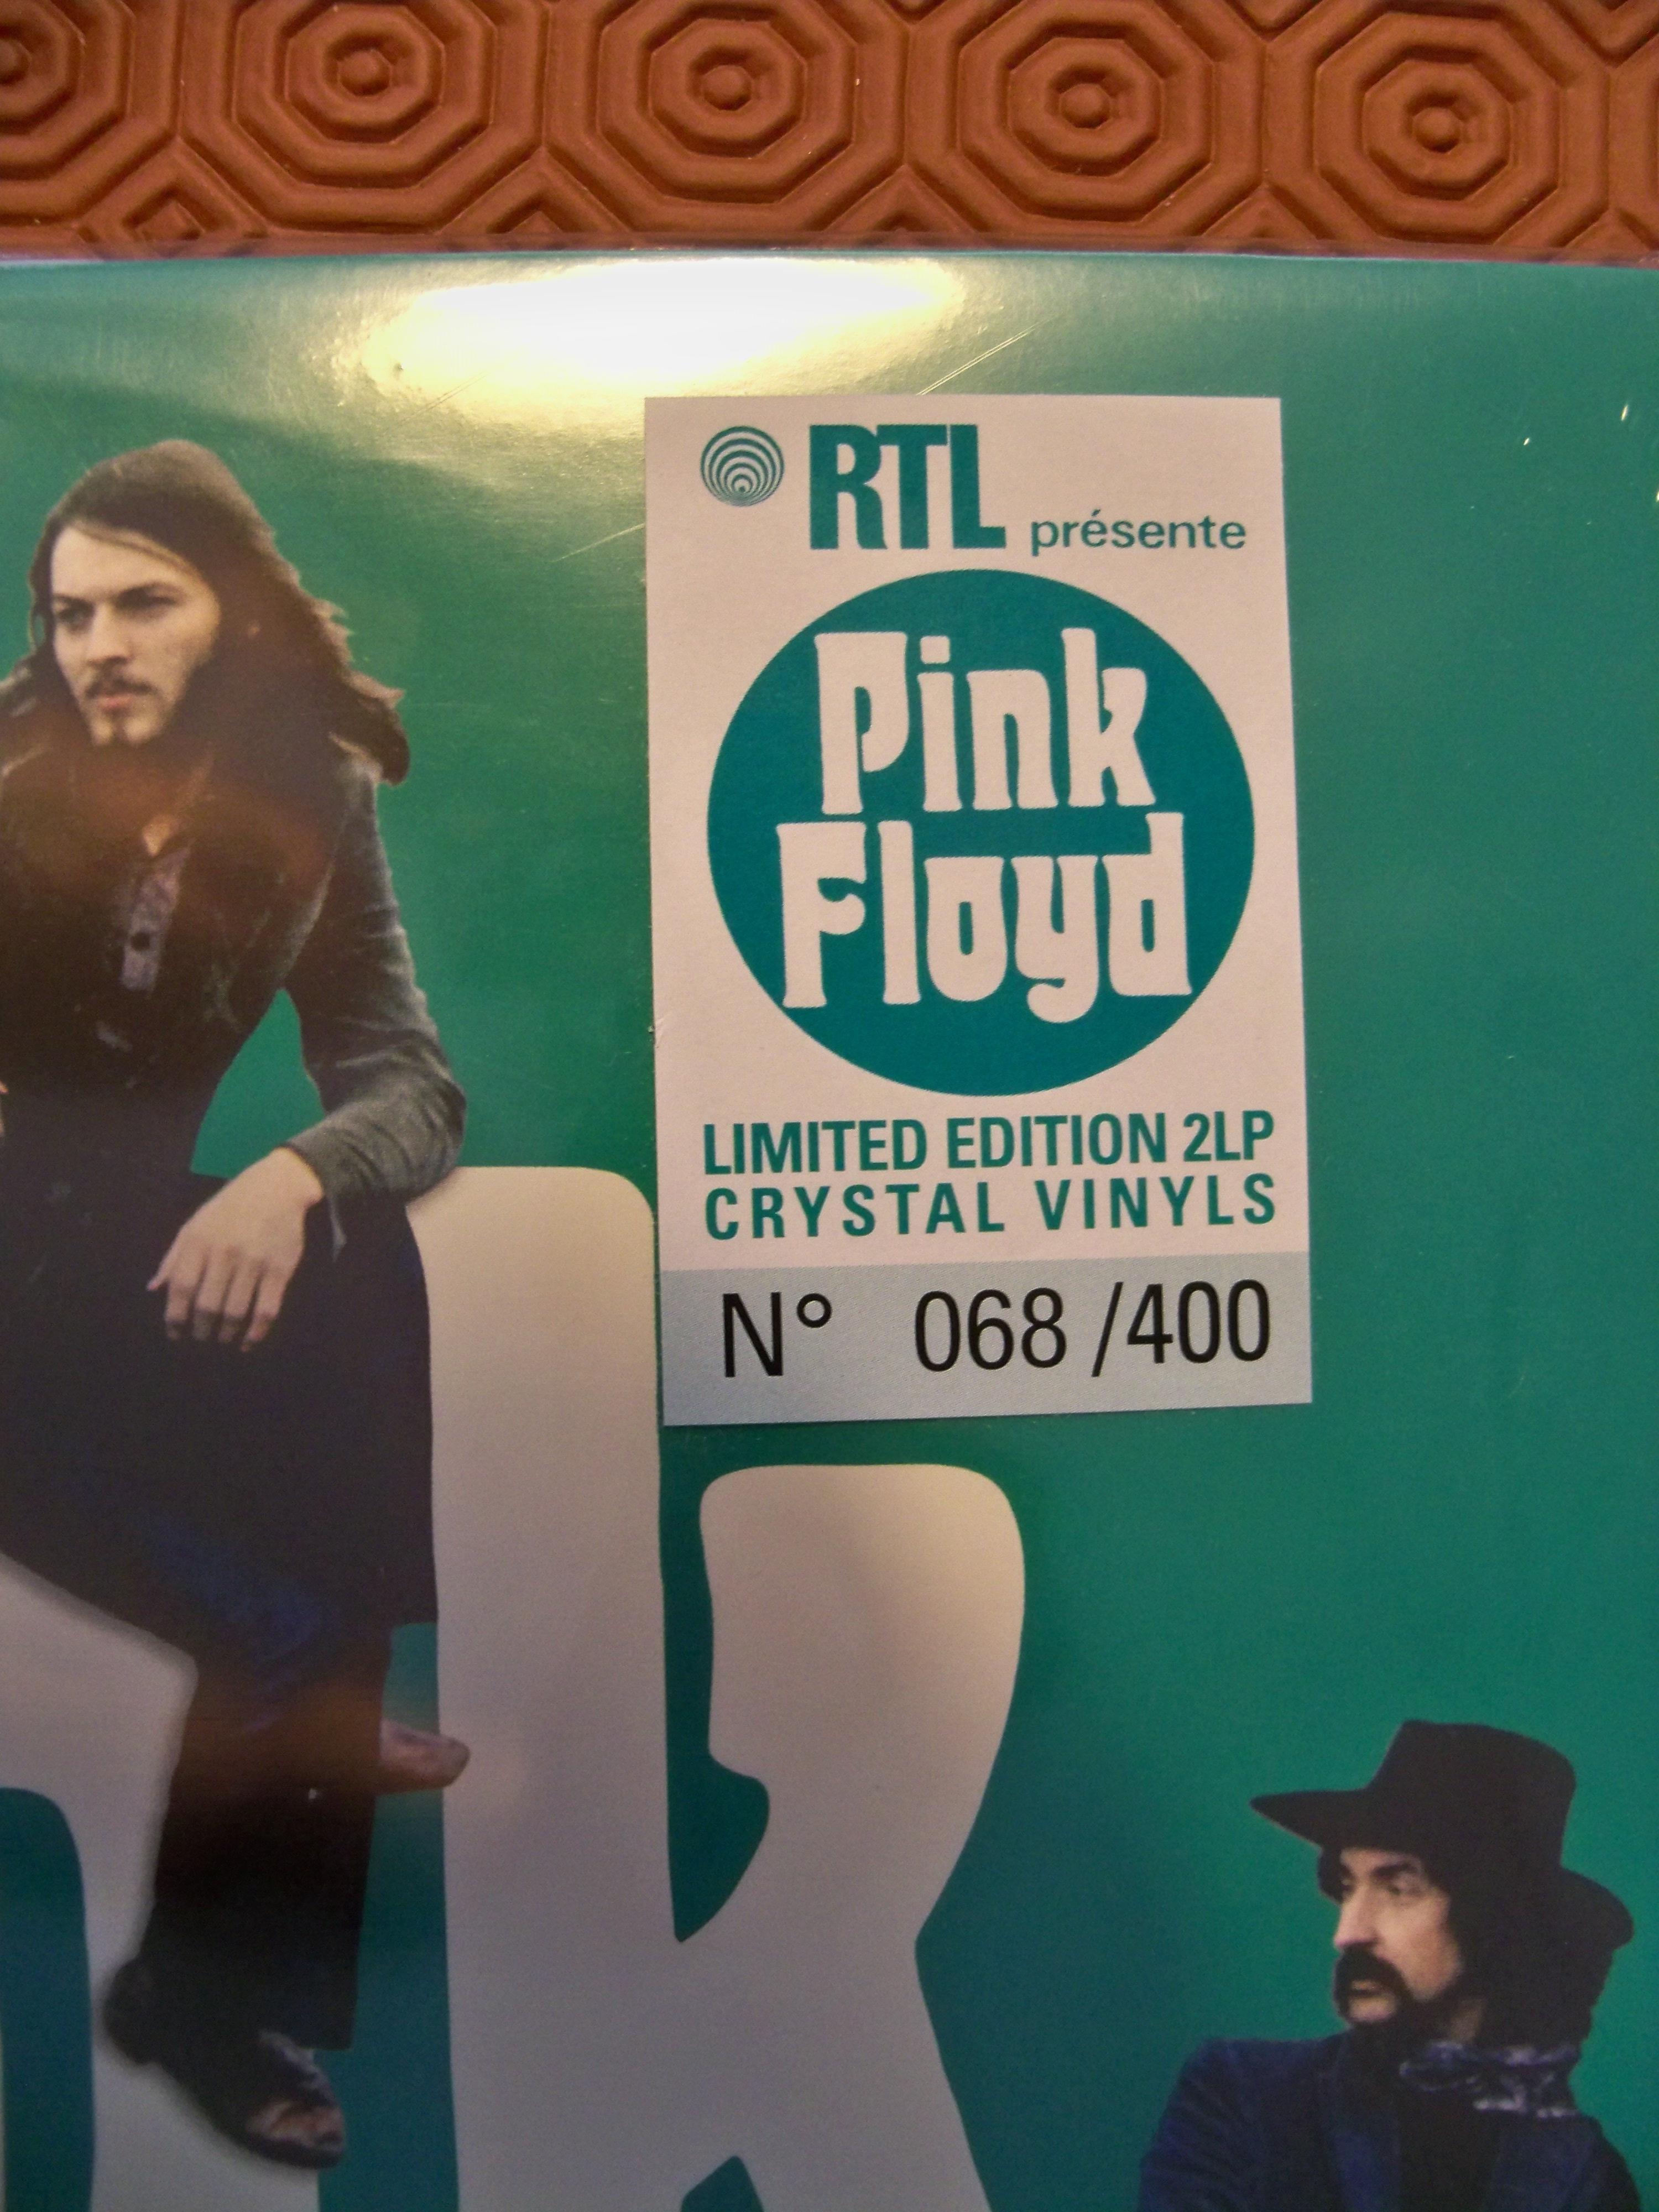 RTL présente
Pink
Floyd
LIMITED EDITION 2LP
CRYSTAL VINYLS
N° 068 /400